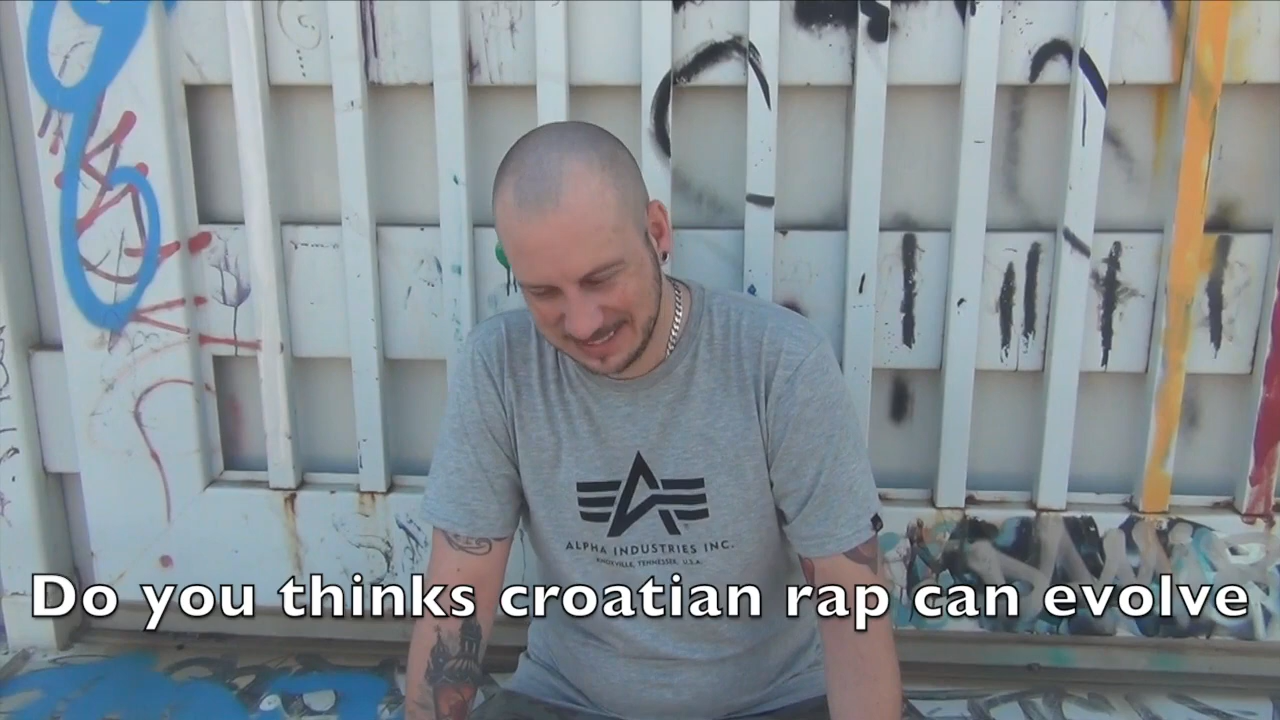 ALPHA INDUSTRIES INC.
KNOXVILLE, TENNESSEE, U.S.A.
Do you thinks croatian rap can evolve